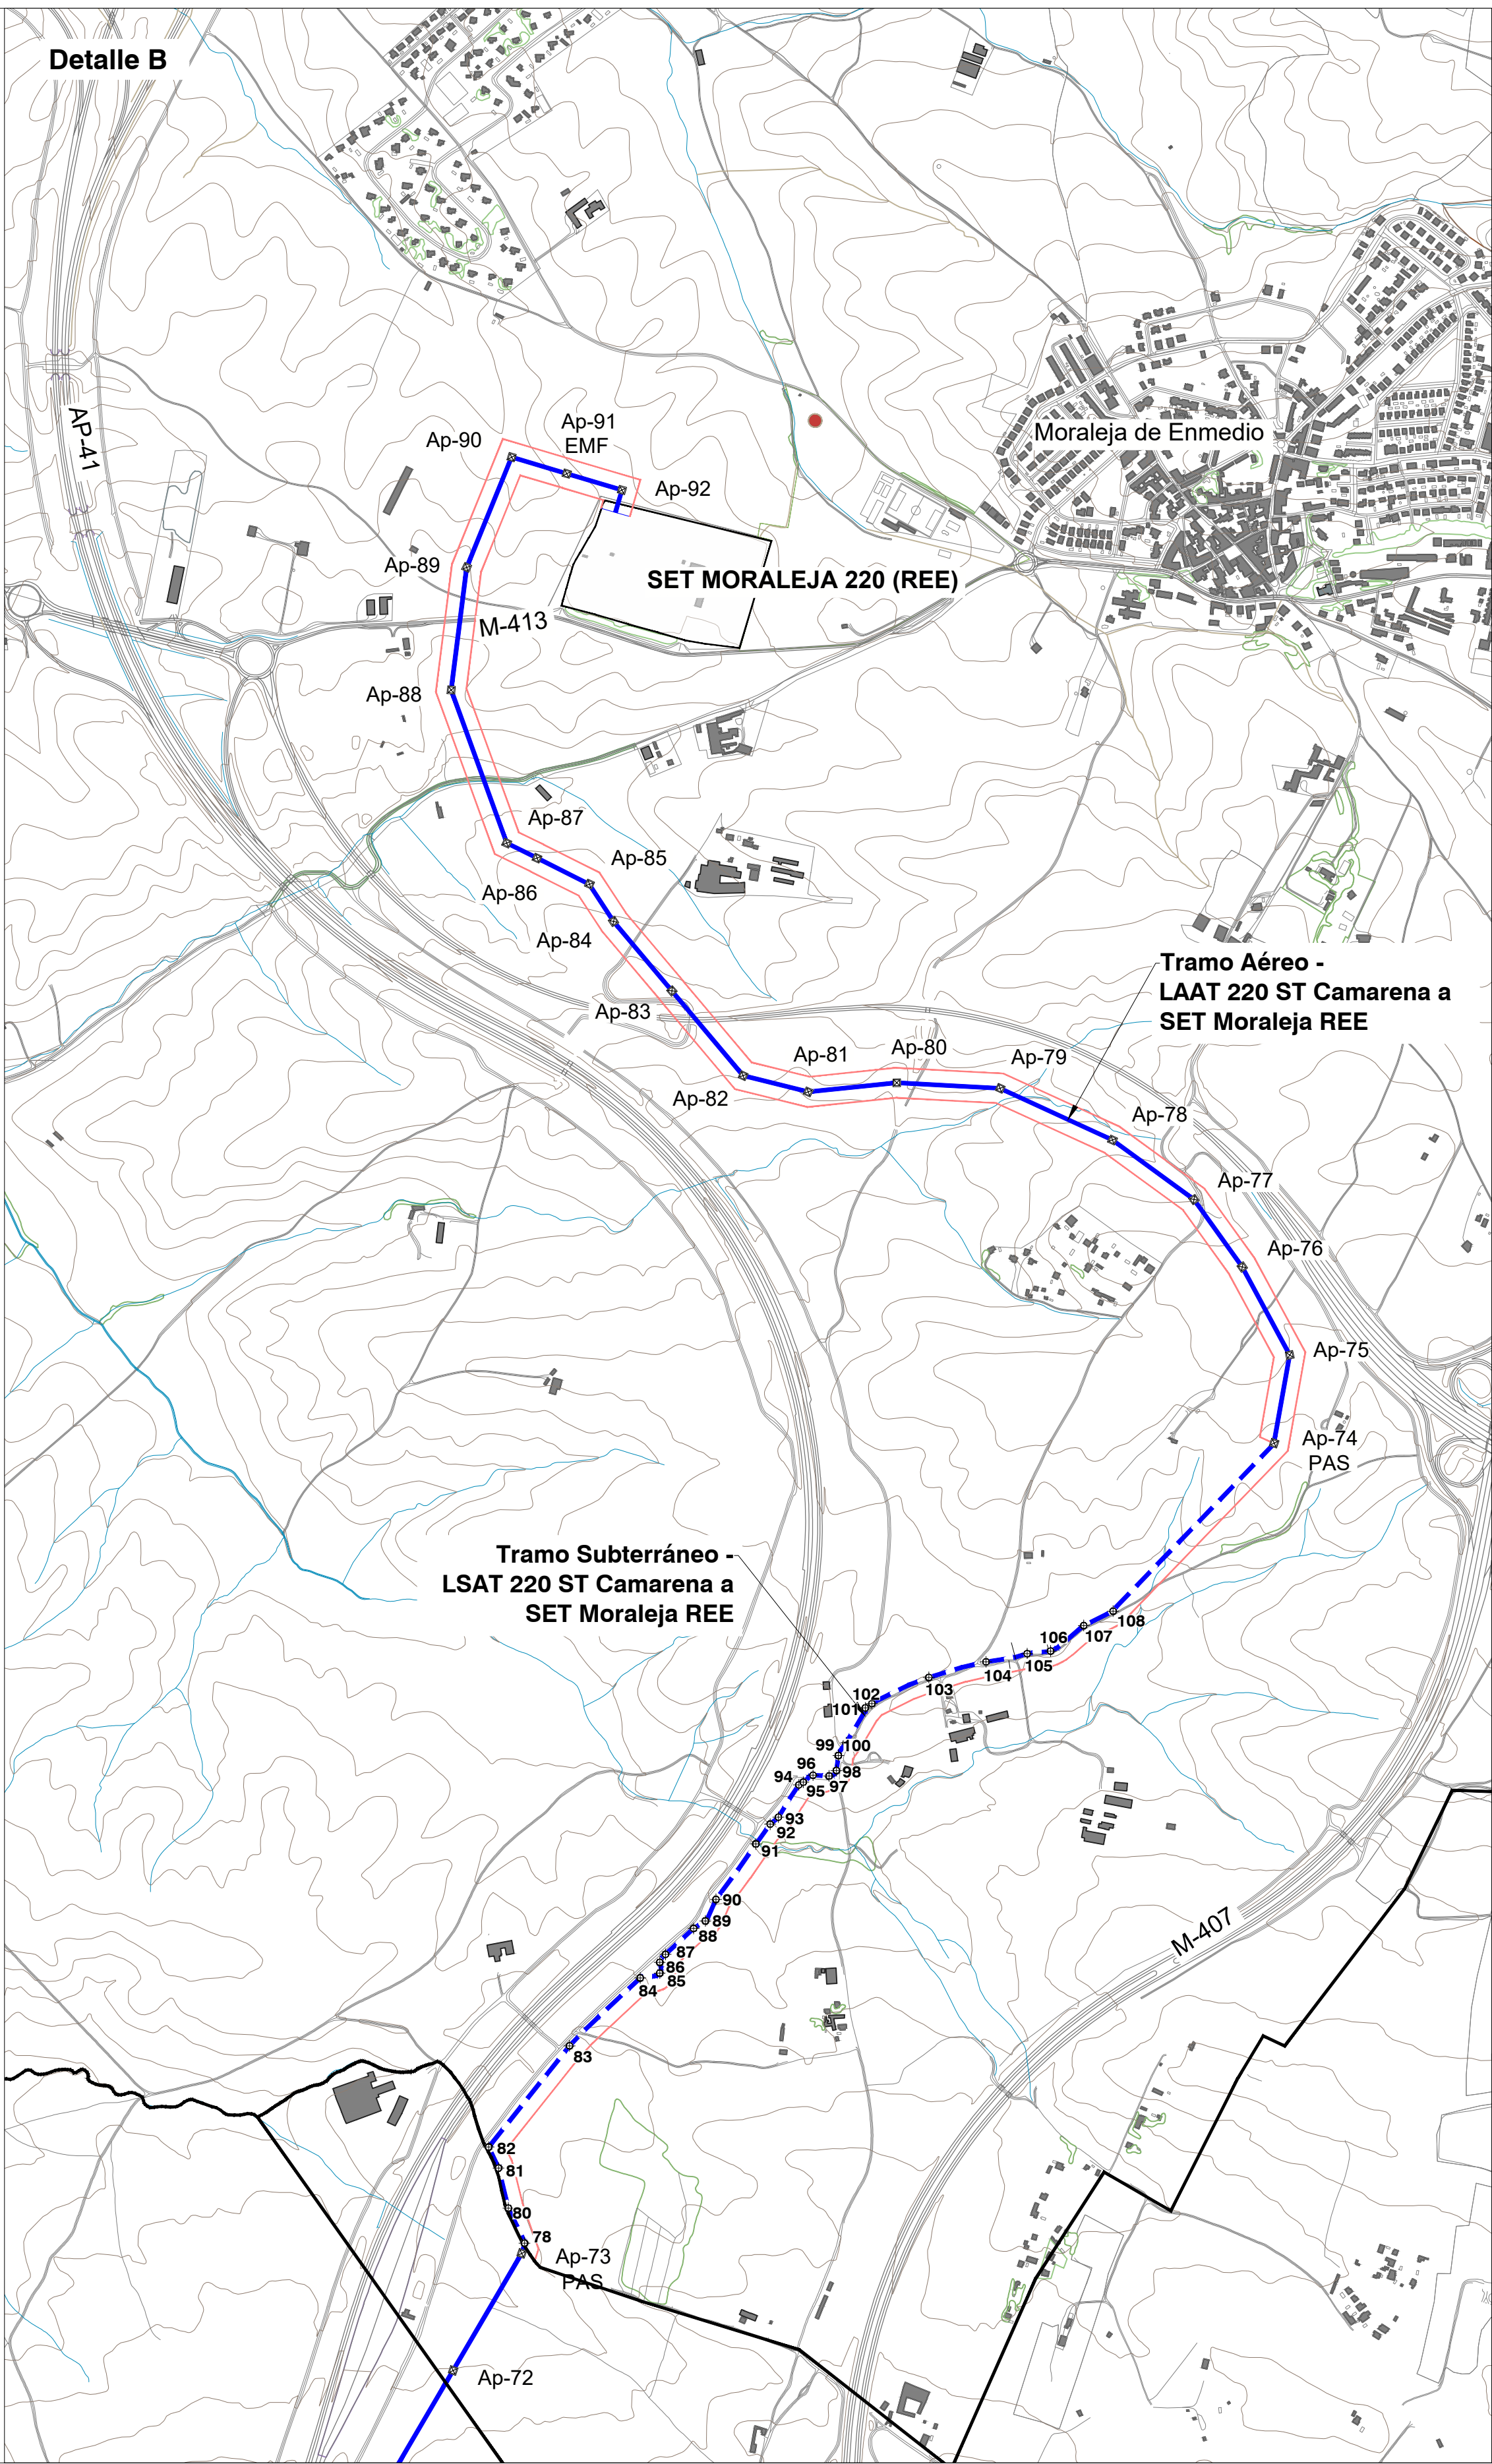 Detalle B
AP-41
Ap-90
Ap-91
EMF
Ap-92
Moraleja de Enmedio
Ap-89
SET MORALEJA 220 (REE)
M-413
Ap-88
Ap-87
Ap-85
Ap-86
Ap-84
Tramo Aéreo -
LAAT 220 ST Camarena a
SET Moraleja REE
Ap-83
Ap-81
Ap-80
Ap-79
Ap-82
Ap-78
Ap-77
Ap-76
Ap-75
Ap-74
PAS
Tramo Subterráneo -
LSAT 220 ST Camarena a
SET Moraleja REE
108
107
106
105
104
103
102
101
100
99
98
97
96
95
94
93
92
91
90
89
88
87
86
85
84
83
M-407
82
81
80
78
Ap-73
PAS
Ap-72